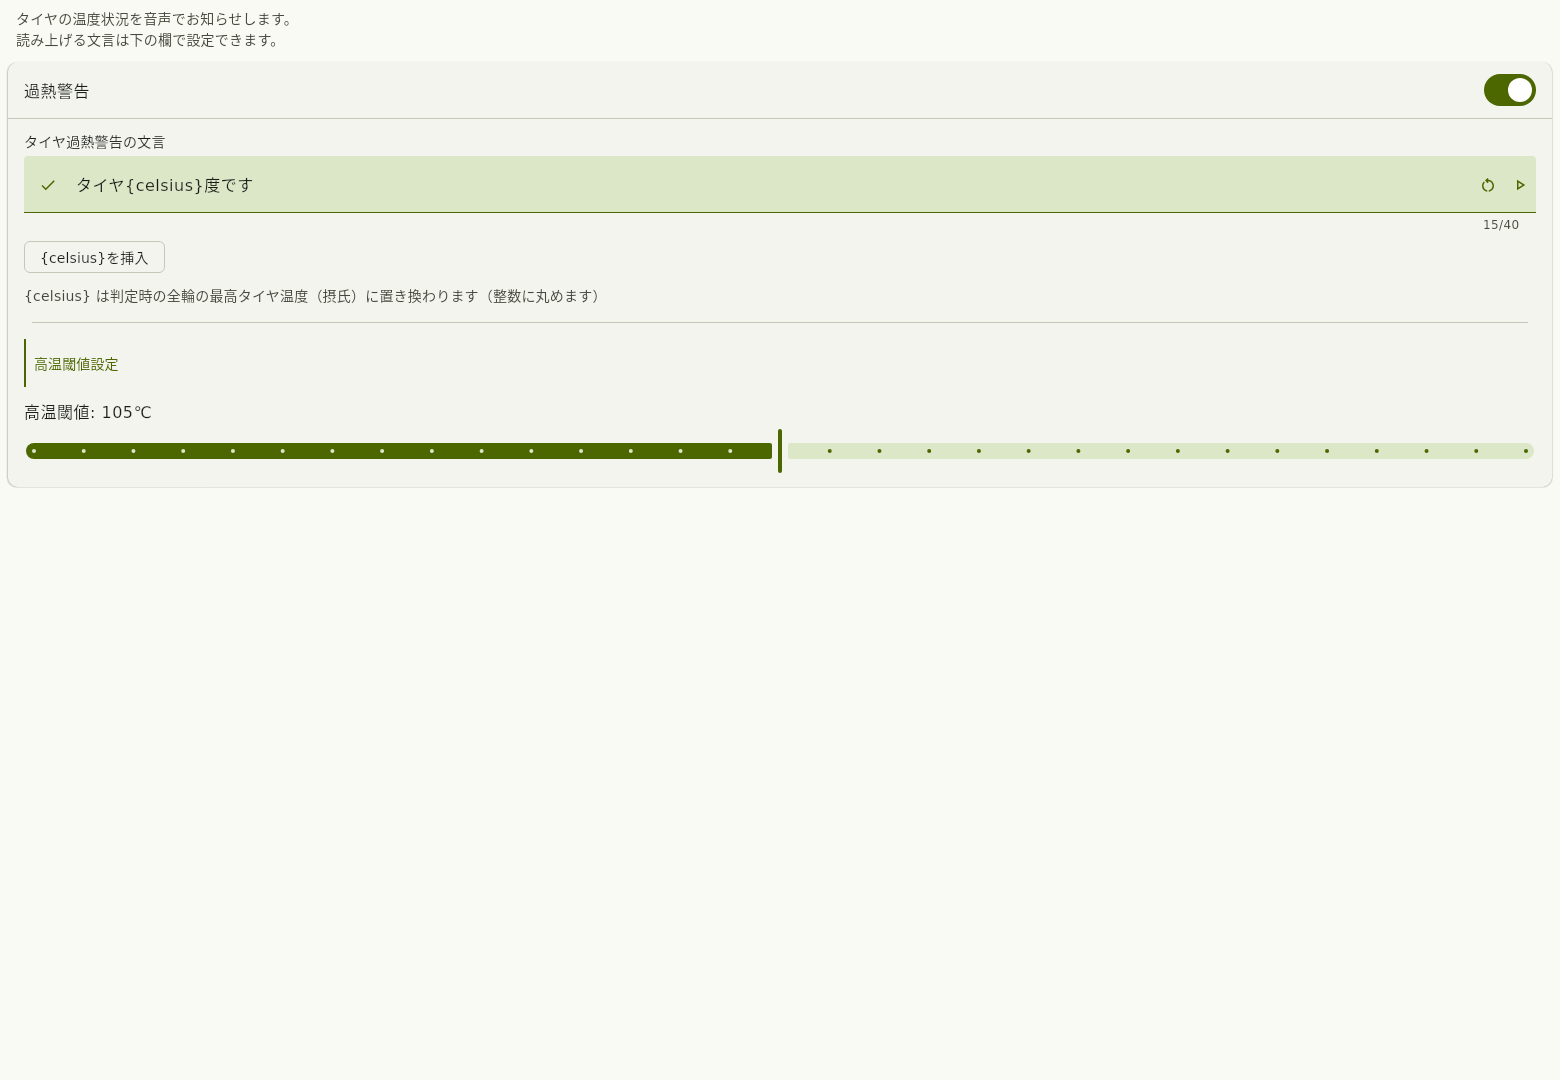 タイヤの温度状況を音声でお知らせします。
読み上げる文言は下の欄で設定できます。
過熱警告
タイヤ過熱警告の文言
タイヤ{celsius}度です
15/40
{celsius}を挿入
{celsius} は判定時の全輪の最高タイヤ温度（摂氏）に置き換わります（整数に丸めます）
高温閾値設定
高温閾値: 105℃